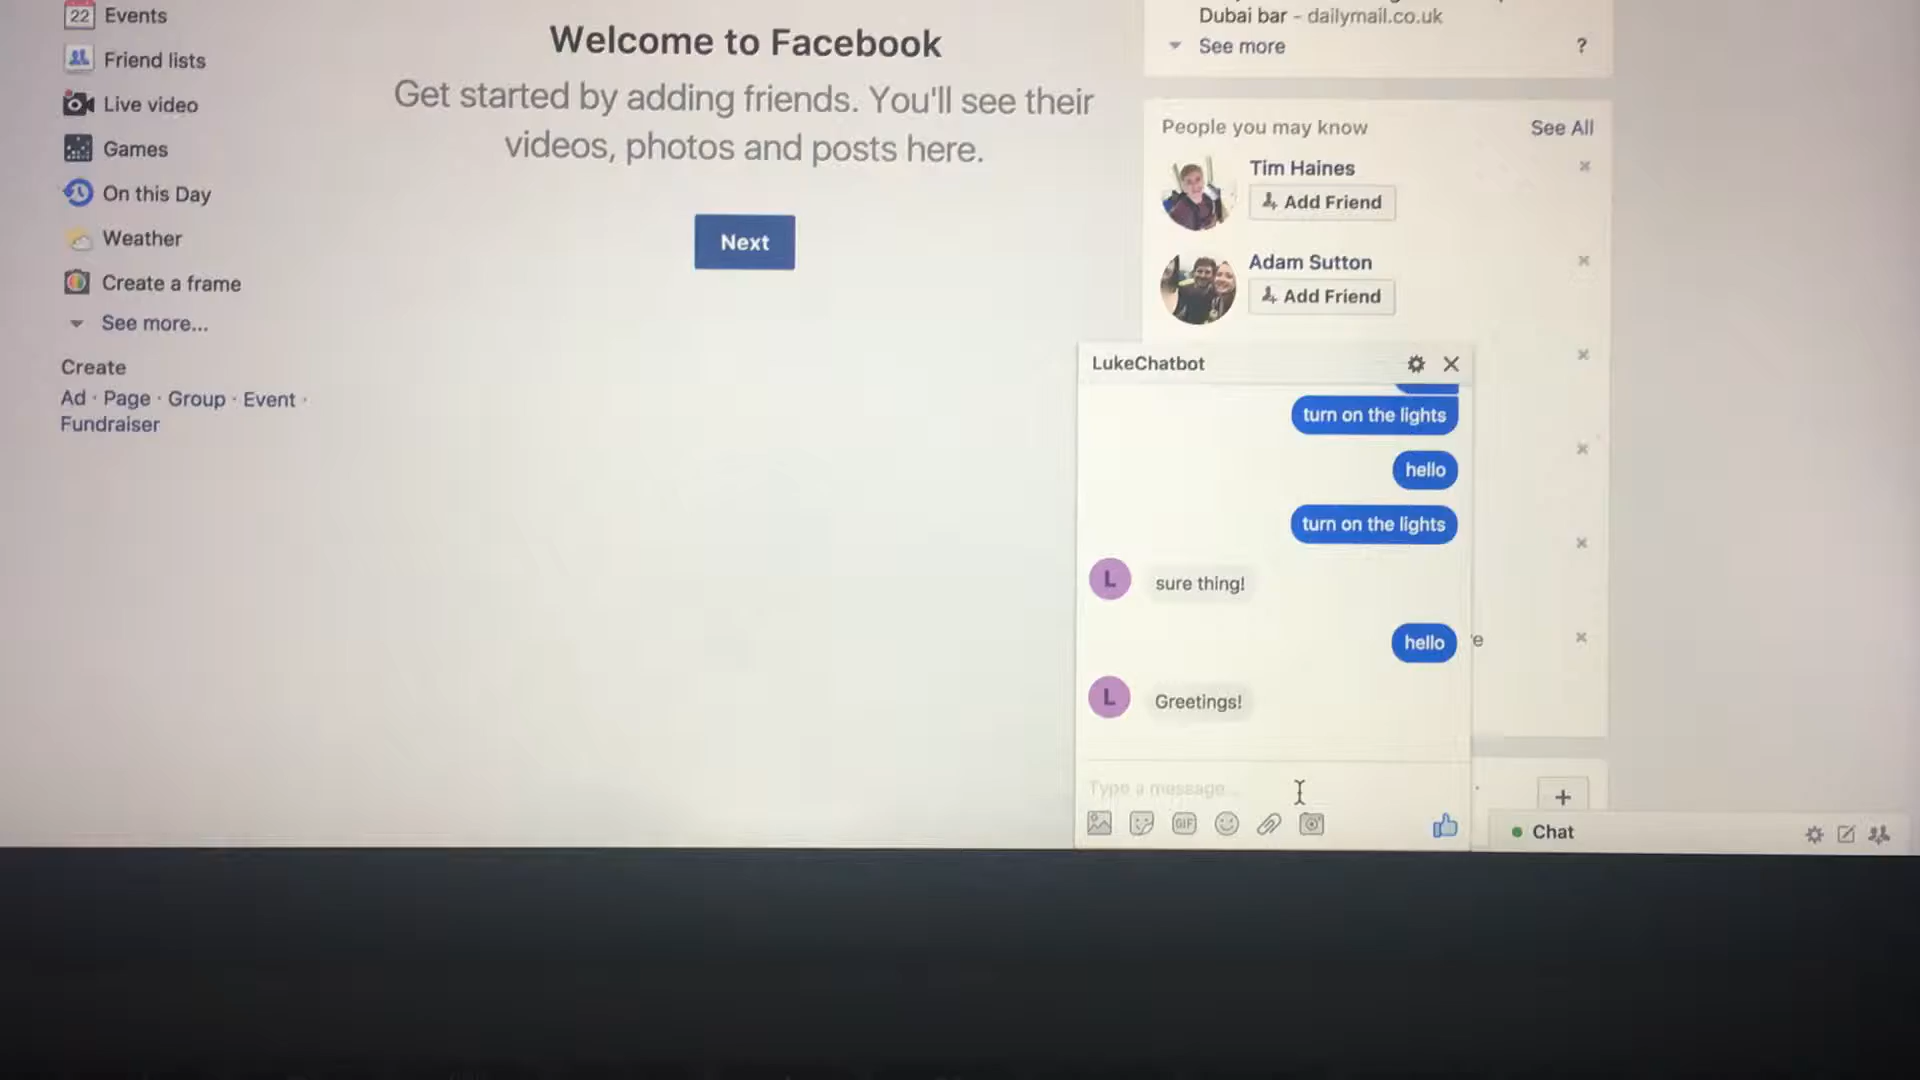 22 Events
Friend lists
Live video
Games
On this Day
Weather
Create a frame
See more...
Create
Ad · Page · Group · Event ·
Fundraiser
Welcome to Facebook
Get started by adding friends. You'll see their
videos, photos and posts here.
Next
Dubai bar - dailymail.co.uk
See more
?
People you may know
See All
Tim Haines
Add Friend
Adam Sutton
Add Friend
LukeChatbot
turn on the lights
hello
turn on the lights
L
sure thing!
hello
L
Greetings!
Type a message...
GIF
Chat